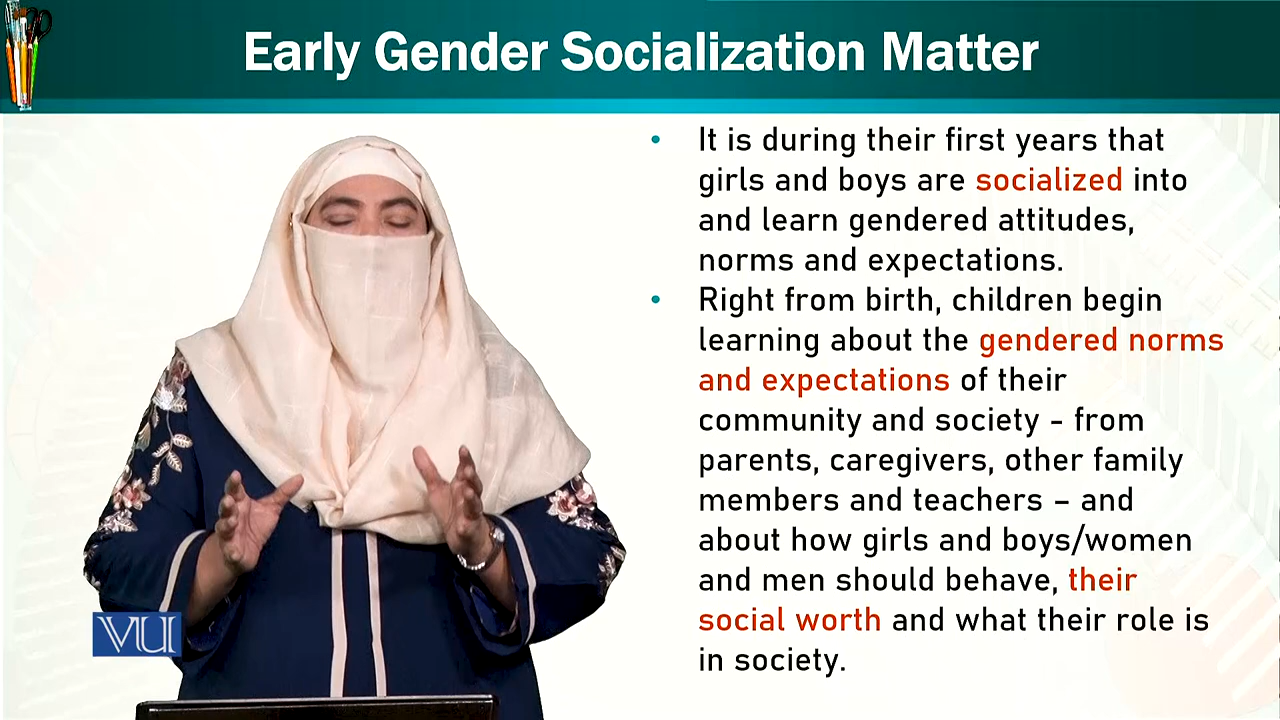 Early Gender Socialization Matter
• It is during their first years that
girls and boys are socialized into
and learn gendered attitudes,
norms and expectations.
• Right from birth, children begin
learning about the gendered norms
and expectations of their
community and society - from
parents, caregivers, other family
members and teachers – and
about how girls and boys/women
and men should behave, their
social worth and what their role is
in society.
VU